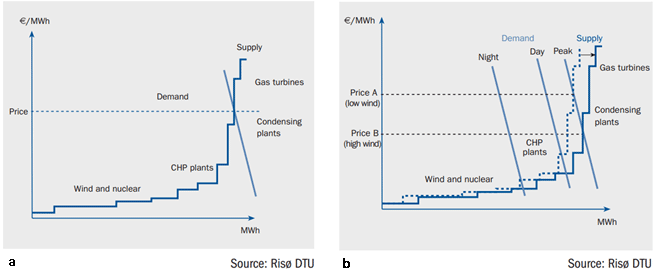 €/MWh
Supply
Gas turbines
Demand
Price
Condensing
plants
CHP plants
Wind and nuclear
MWh
a
Source: Risø DTU
€/MWh
Demand
Supply
Night
Day
Peak
Gas turbines
Price A
(low wind)
Condensing
plants
Price B
(high wind)
CHP
plants
Wind and nuclear
MWh
b
Source: Risø DTU